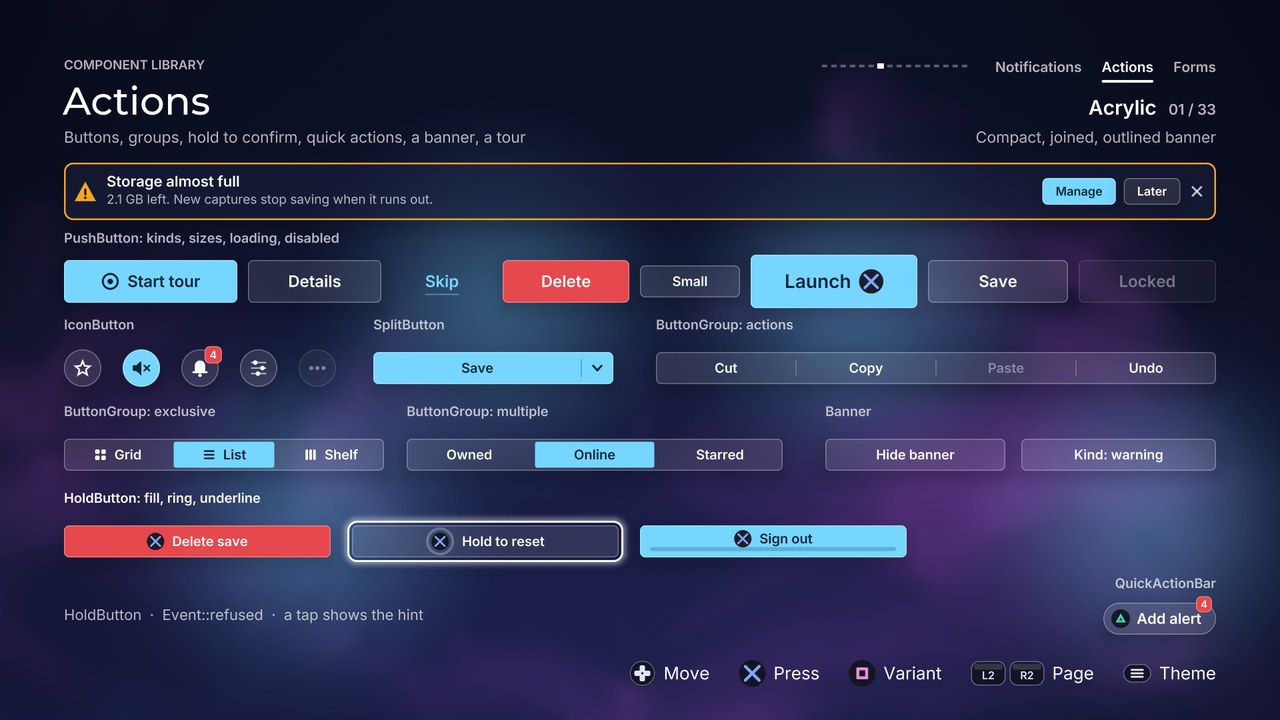 COMPONENT LIBRARY
Actions
Buttons, groups, hold to confirm, quick actions, a banner, a tour
Notifications Actions Forms
Acrylic 01 / 33
Compact, joined, outlined banner
Storage almost full
2.1 GB left. New captures stop saving when it runs out.
Manage Later
PushButton: kinds, sizes, loading, disabled
Start tour Details Skip Delete Small Launch Save Locked
IconButton SplitButton ButtonGroup: actions
4
Save
Cut Copy Paste Undo
ButtonGroup: exclusive ButtonGroup: multiple Banner
Grid List Shelf Owned Online Starred Hide banner Kind: warning
HoldButton: fill, ring, underline
Delete save Hold to reset Sign out
QuickActionBar
HoldButton · Event::refused · a tap shows the hint
Add alert 4
Move Press Variant L2 R2 Page Theme